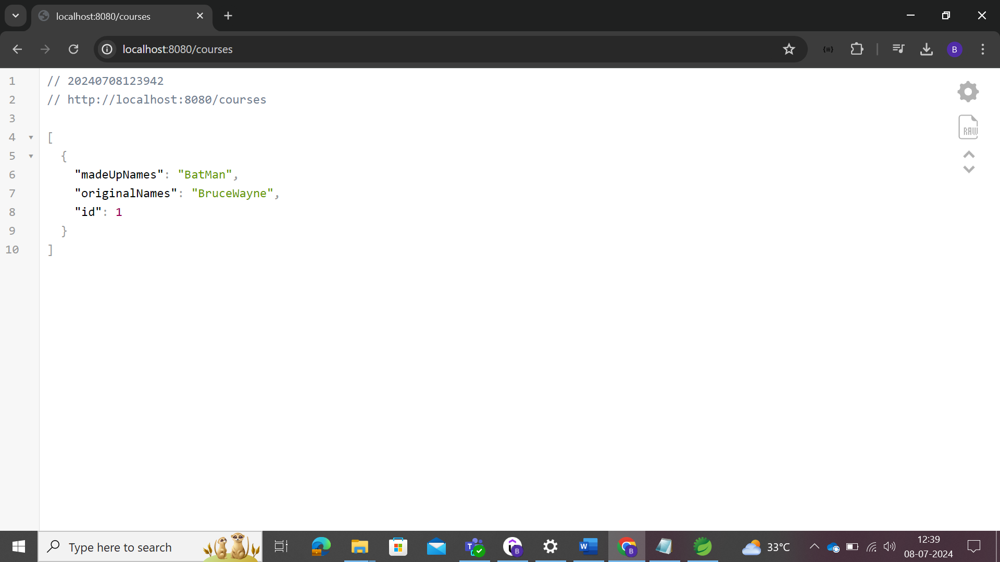 localhost:8080/courses
localhost:8080/courses
B
1 // 20240708123942
2 // http://localhost:8080/courses
3
4 [
5 {
6 "madeUpNames": "BatMan",
7 "originalNames": "BruceWayne",
8 "id": 1
9 }
10 ]
RAW
Type here to search
T
B
W
B
33°C
12:39
08-07-2024